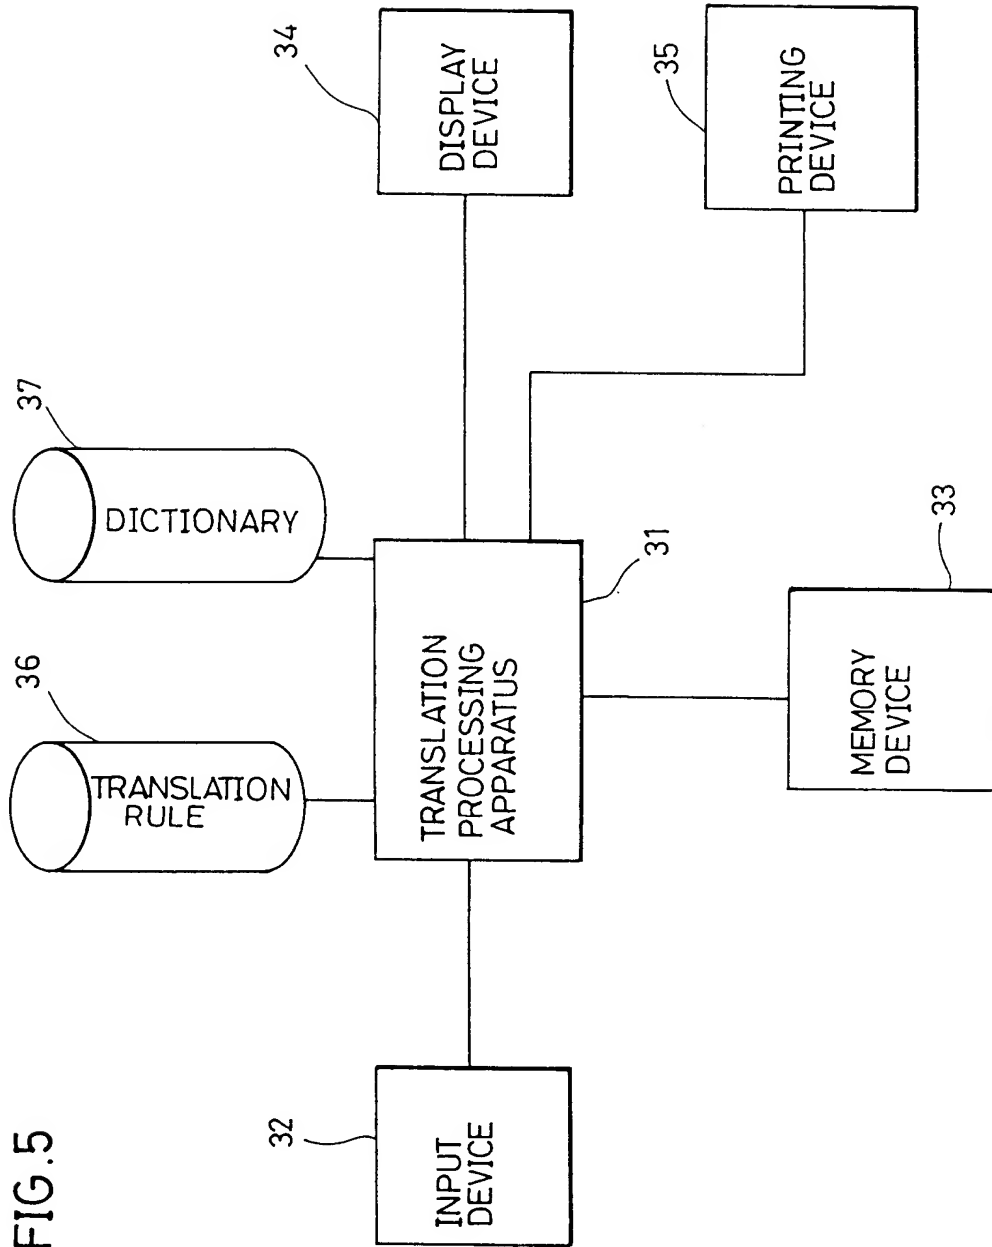 FIG.5
36
37
TRANSLATION
RULE
DICTIONARY
32
INPUT
DEVICE
TRANSLATION
PROCESSING
APPARATUS
34
DISPLAY
DEVICE
31
35
PRINTING
DEVICE
MEMORY
DEVICE
33